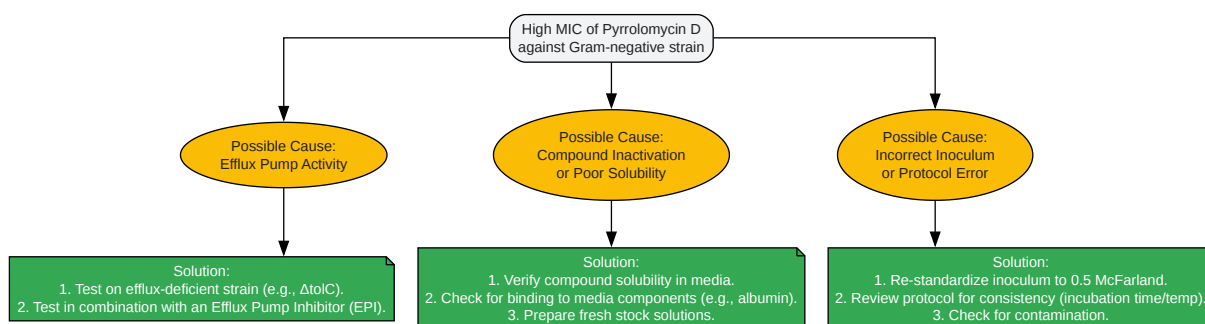 High MIC of Pyrrolomycin D
against Gram-negative strain
Possible Cause:
Efflux Pump Activity
Possible Cause:
Compound Inactivation
or Poor Solubility
Possible Cause:
Incorrect Inoculum
or Protocol Error
Solution:
1. Test on efflux-deficient strain (e.g., ΔtolC).
2. Test in combination with an Efflux Pump Inhibitor (EPI).
Solution:
1. Verify compound solubility in media.
2. Check for binding to media components (e.g., albumin).
3. Prepare fresh stock solutions.
Solution:
1. Re-standardize inoculum to 0.5 McFarland.
2. Review protocol for consistency (incubation time/temp).
3. Check for contamination.